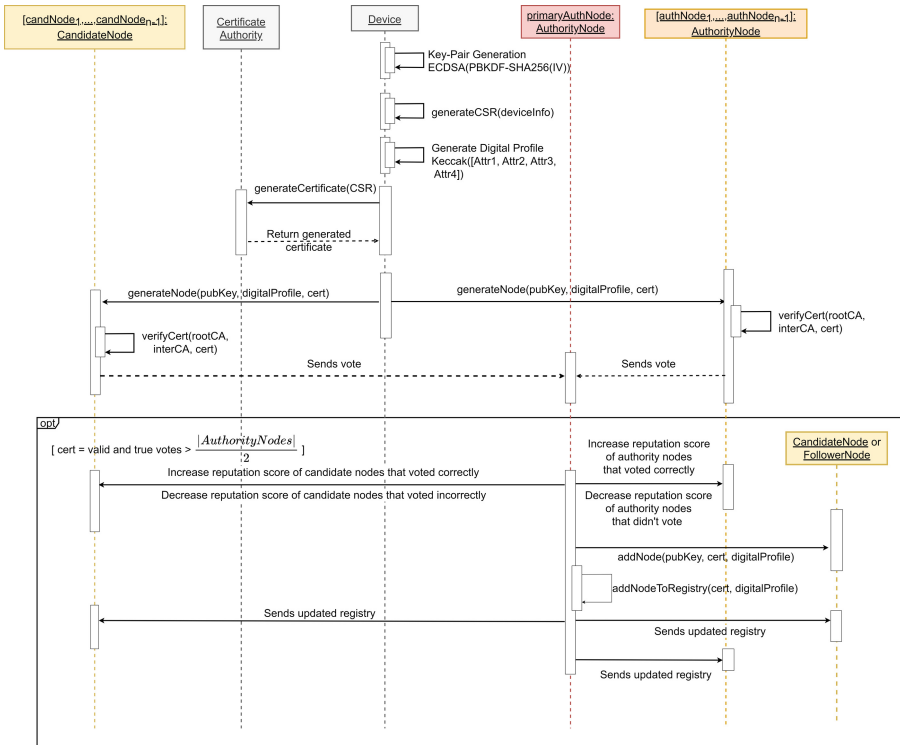 [candNode1,...,candNoden-1]:
CandidateNode
Certificate
Authority
Device
primaryAuthNode:
AuthorityNode
[authNode1,...,authNoden-1]:
AuthorityNode
Key-Pair Generation
ECDSA(PBKDF-SHA256(IV))
generateCSR(deviceInfo)
Generate Digital Profile
Keccak([Attr1, Attr2, Attr3,
Attr4])
generateCertificate(CSR)
Return generated
certificate
generateNode(pubKey, digitalProfile, cert)
generateNode(pubKey, digitalProfile, cert)
verifyCert(rootCA,
interCA, cert)
verifyCert(rootCA,
interCA, cert)
Sends vote
Sends vote
opt
[ cert = valid and true votes > |AuthorityNodes| / 2 ]
CandidateNode or
FollowerNode
Increase reputation score
of authority nodes
that voted correctly
Increase reputation score of candidate nodes that voted correctly
Decrease reputation score of candidate nodes that voted incorrectly
Decrease reputation score
of authority nodes
that didn't vote
addNode(pubKey, cert, digitalProfile)
addNodeToRegistry(cert, digitalProfile)
Sends updated registry
Sends updated registry
Sends updated registry